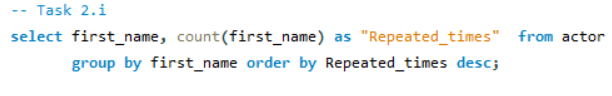 -- Task 2.i
select first_name, count(first_name) as "Repeated_times" from actor
group by first_name order by Repeated_times desc;